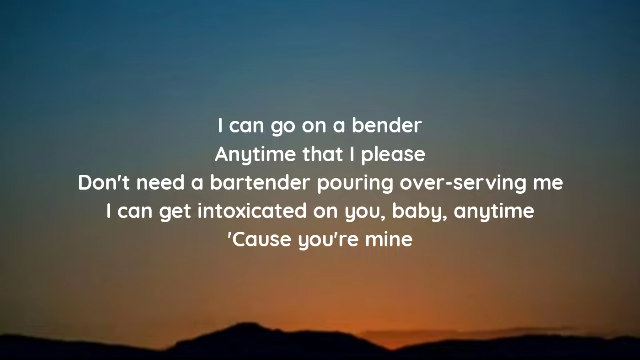 I can go on a bender
Anytime that I please
Don't need a bartender pouring over-serving me
I can get intoxicated on you, baby, anytime
'Cause you're mine